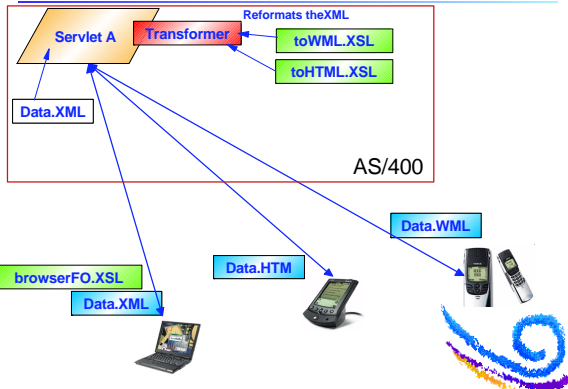 Reformats theXML
Servlet A
Transformer
toWML.XSL
toHTML.XSL
Data.XML
AS/400
Data.WML
Data.HTM
browserFO.XSL
Data.XML